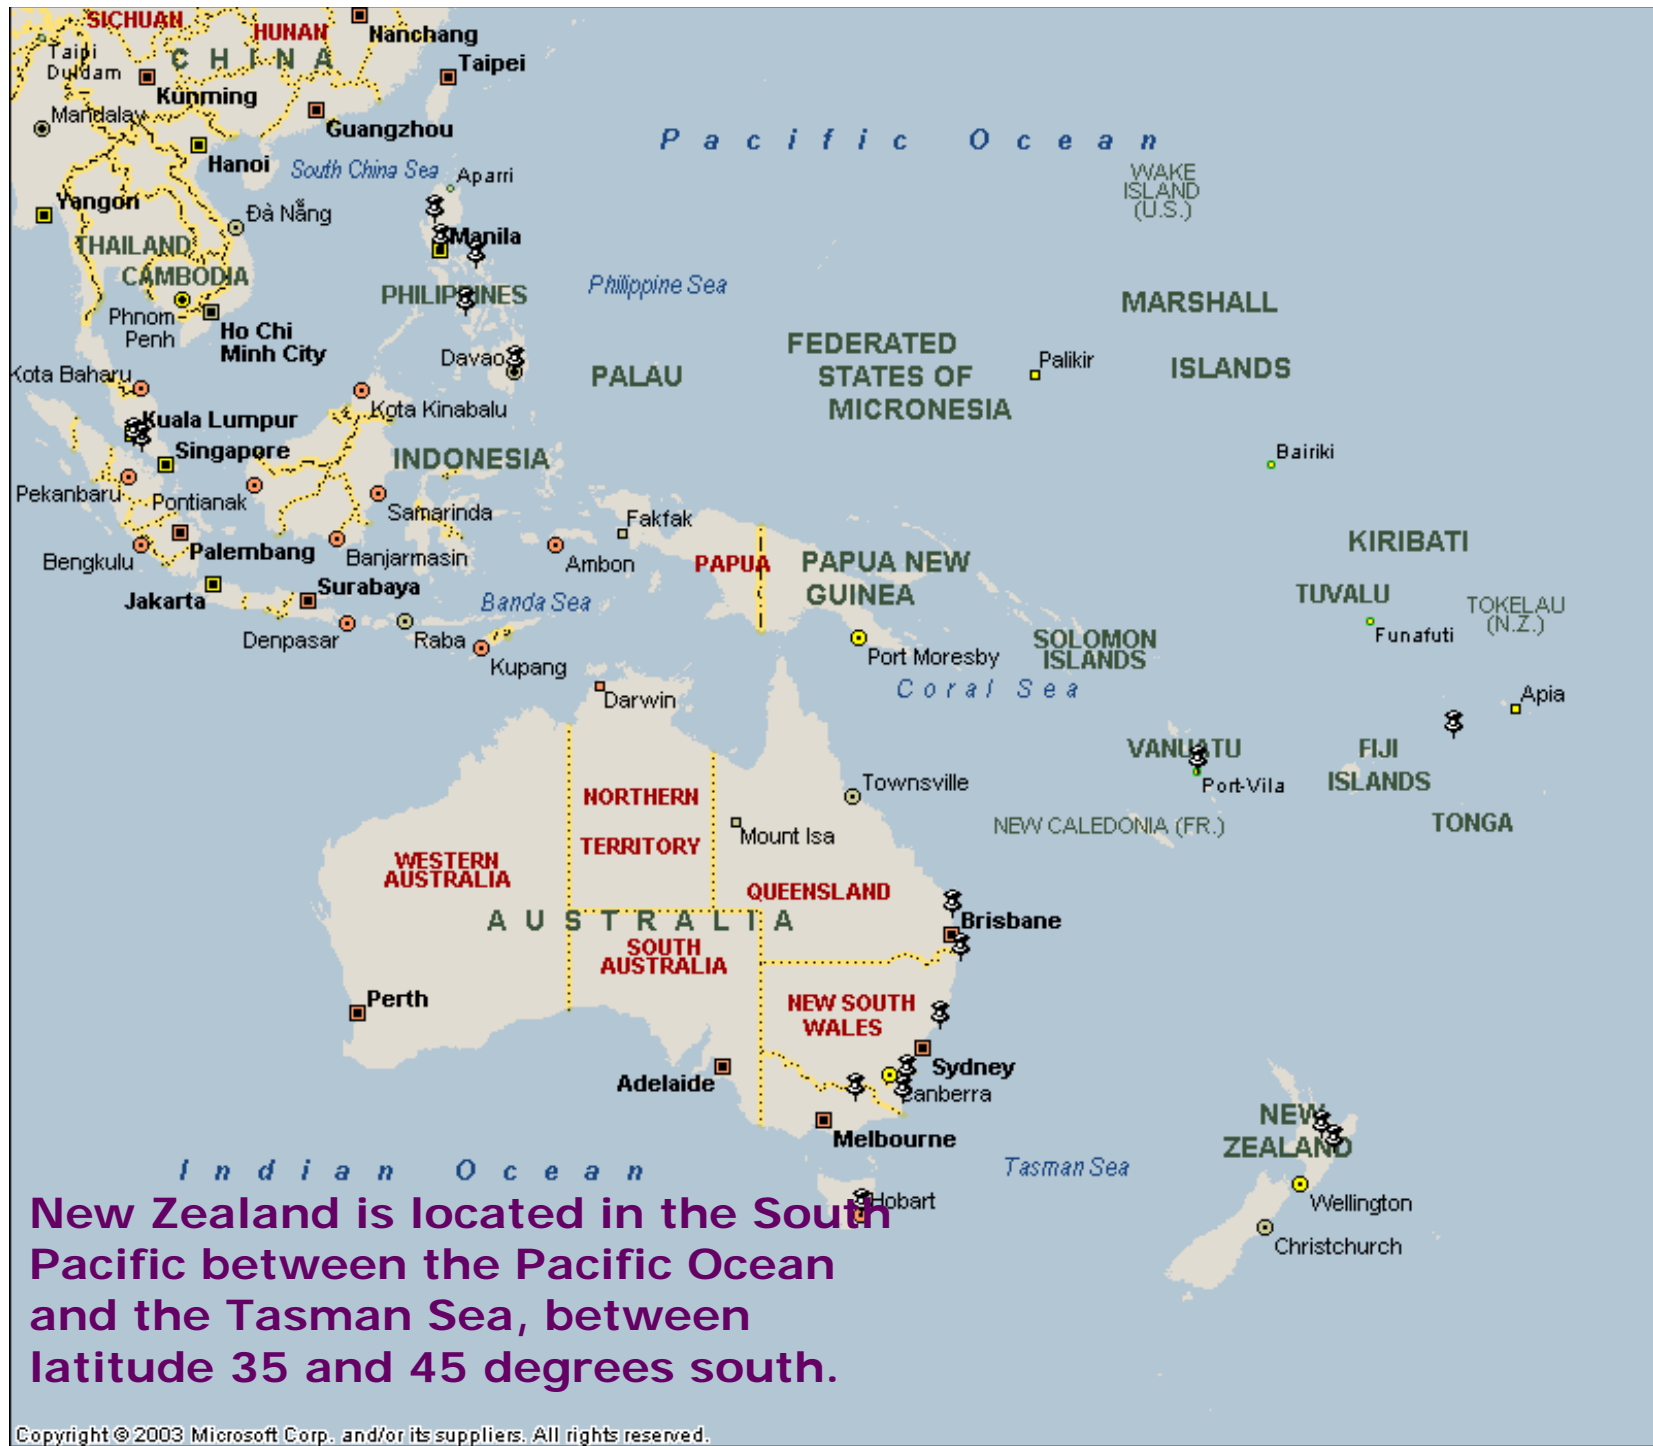 SICHUAN
HUNAN
Nanchang
Taipi
Duidam
C H I N A
Taipei
Kunming
Mandalay
Guangzhou
Pacific Ocean
Hanoi
South China Sea
Aparri
WAKE
ISLAND
(U.S.)
Yangon
Đà Nẵng
Manila
THAILAND
CAMBODIA
PHILIPPINES
Philippine Sea
MARSHALL
ISLANDS
Phnom
Penh
Ho Chi
Minh City
FEDERATED
STATES OF
MICRONESIA
Davao
Palikir
PALAU
Kota Baharu
Kota Kinabalu
Kuala Lumpur
Singapore
INDONESIA
Bairiki
Pekanbaru
Pontianak
Samarinda
Fakfak
KIRIBATI
Bengkulu
Palembang
Banjarmasin
Ambon
PAPUA
PAPUA NEW
GUINEA
Jakarta
Surabaya
Banda Sea
TUVALU
TOKELAU
(N.Z.)
Funafuti
Denpasar
Raba
Kupang
SOLOMON
ISLANDS
Port Moresby
Coral Sea
Darwin
Apia
VANUATU
Port-Vila
FIJI
ISLANDS
Townsville
NORTHERN
TERRITORY
NEW CALEDONIA (FR.)
TONGA
Mount Isa
WESTERN
AUSTRALIA
QUEENSLAND
A U S T R A L I A
Brisbane
SOUTH
AUSTRALIA
Perth
NEW SOUTH
WALES
Adelaide
Sydney
Canberra
Melbourne
NEW
ZEALAND
Indian Ocean
Tasman Sea
Hobart
Wellington
Christchurch
New Zealand is located in the South
Pacific between the Pacific Ocean
and the Tasman Sea, between
latitude 35 and 45 degrees south.
Copyright © 2003 Microsoft Corp. and/or its suppliers. All rights reserved.